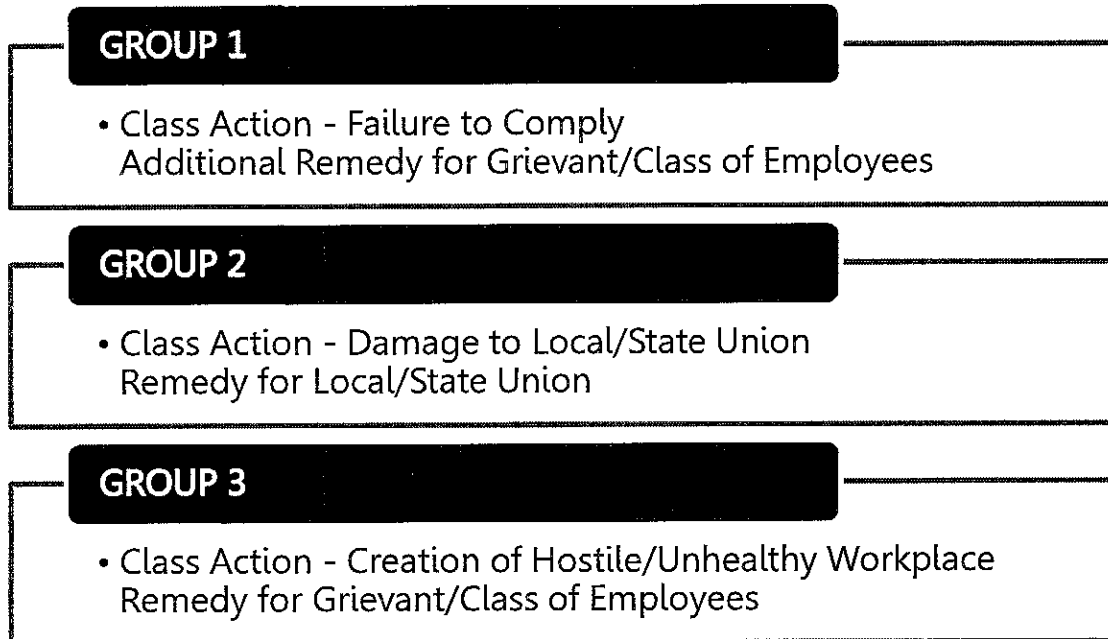 GROUP 1
• Class Action - Failure to Comply
Additional Remedy for Grievant/Class of Employees
GROUP 2
• Class Action - Damage to Local/State Union
Remedy for Local/State Union
GROUP 3
• Class Action - Creation of Hostile/Unhealthy Workplace
Remedy for Grievant/Class of Employees